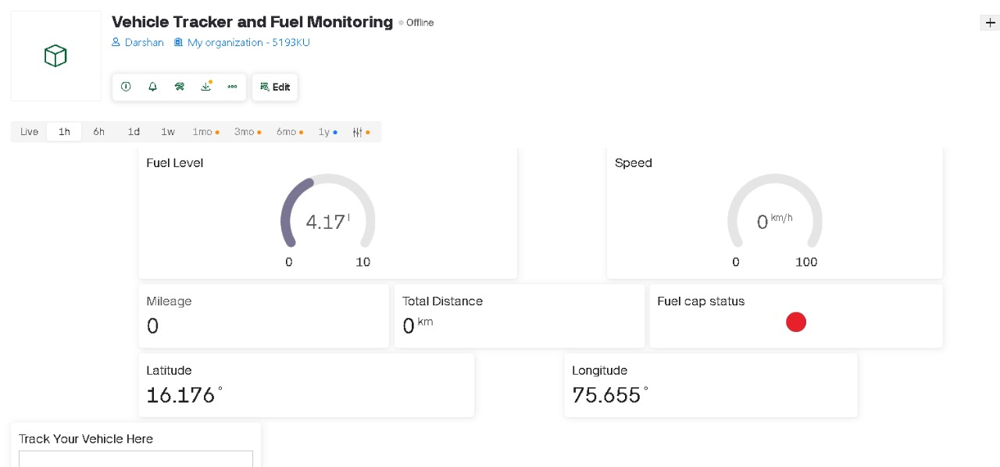 Vehicle Tracker and Fuel Monitoring Offline
Darshan My organization - 5193KU
Edit
Live 1h 6h 1d 1w 1mo 3mo 6mo 1y
Fuel Level
4.17 l
0 10
Speed
0 km/h
0 100
Mileage
0
Total Distance
0 km
Fuel cap status
Latitude
16.176°
Longitude
75.655°
Track Your Vehicle Here